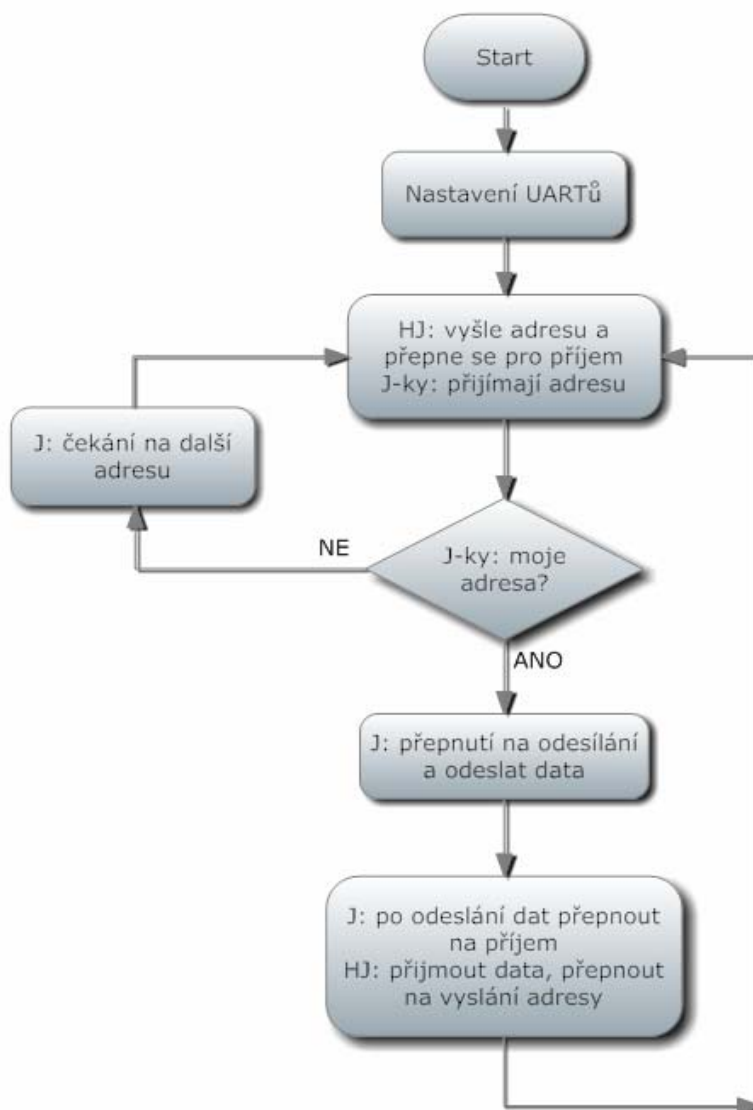 Start
Nastavení UARTů
HJ: vyšle adresu a
přepne se pro příjem
J-ky: přijímají adresu
J: čekání na další
adresu
NE
J-ky: moje
adresa?
ANO
J: přepnutí na odesílání
a odeslat data
J: po odeslání dat přepnout
na příjem
HJ: přijmout data, přepnout
na vyslání adresy